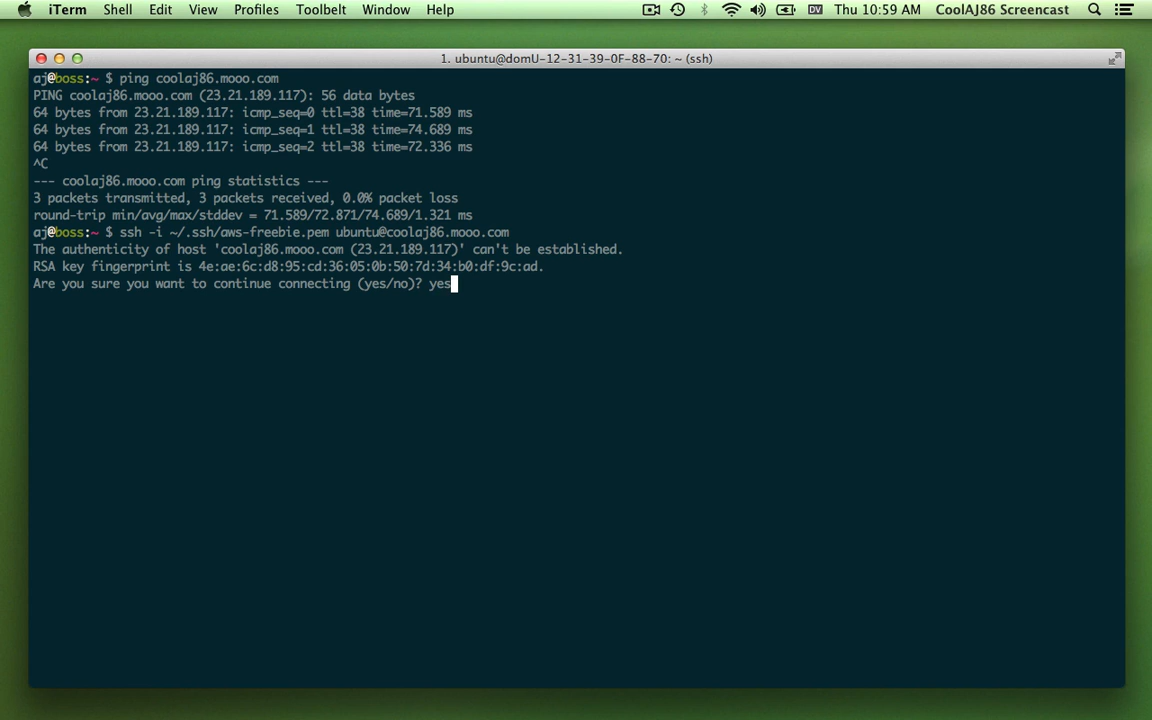 iTerm Shell Edit View Profiles Toolbelt Window Help DV Thu 10:59 AM CoolAJ86 Screencast
1. ubuntu@domU-12-31-39-0F-88-70: ~ (ssh)
aj@boss:~ $ ping coolaj86.mooo.com
PING coolaj86.mooo.com (23.21.189.117): 56 data bytes
64 bytes from 23.21.189.117: icmp_seq=0 ttl=38 time=71.589 ms
64 bytes from 23.21.189.117: icmp_seq=1 ttl=38 time=74.689 ms
64 bytes from 23.21.189.117: icmp_seq=2 ttl=38 time=72.336 ms
^C
--- coolaj86.mooo.com ping statistics ---
3 packets transmitted, 3 packets received, 0.0% packet loss
round-trip min/avg/max/stddev = 71.589/72.871/74.689/1.321 ms
aj@boss:~ $ ssh -i ~/.ssh/aws-freebie.pem ubuntu@coolaj86.mooo.com
The authenticity of host 'coolaj86.mooo.com (23.21.189.117)' can't be established.
RSA key fingerprint is 4e:ae:6c:d8:95:cd:36:05:0b:50:7d:34:b0:df:9c:ad.
Are you sure you want to continue connecting (yes/no)? yes